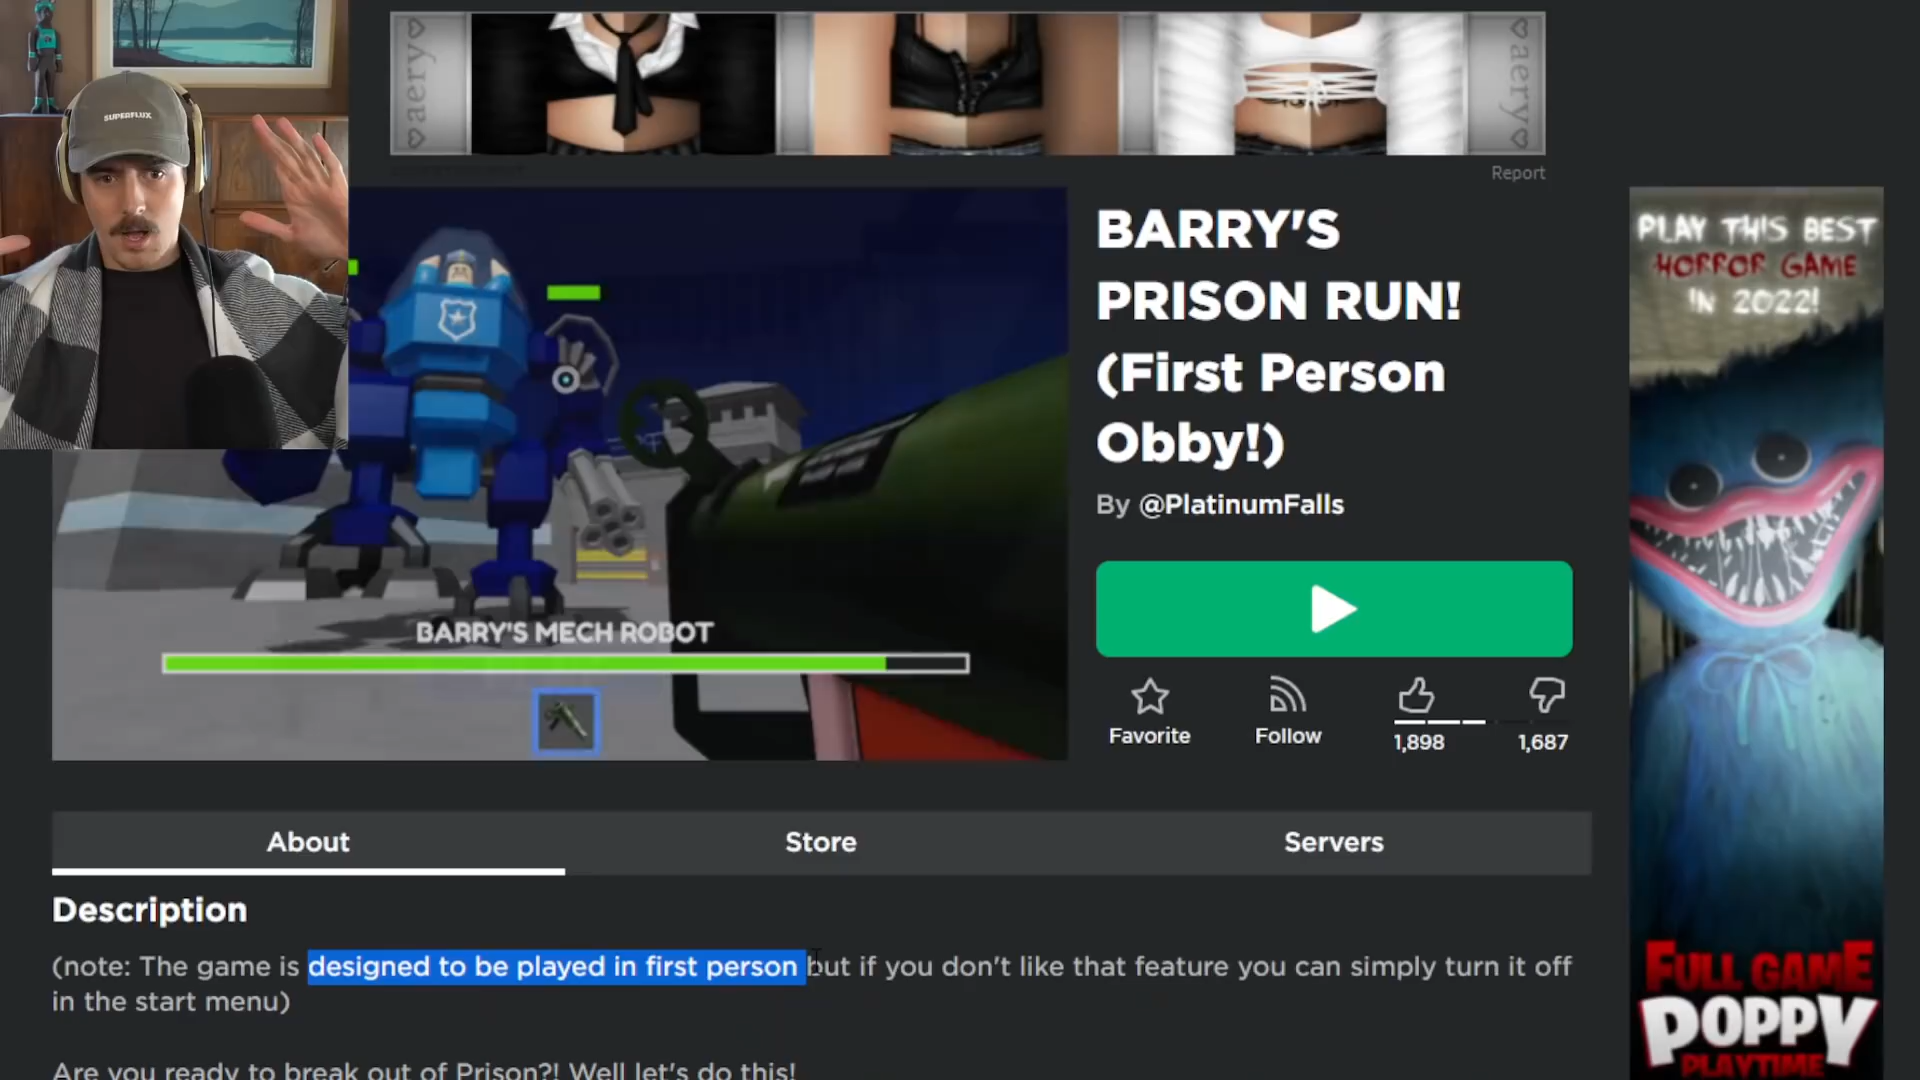 SUPERFLUX
aery
aery
Report
BARRY'S
PRISON RUN!
(First Person
Obby!)
By @PlatinumFalls
BARRY'S MECH ROBOT
Favorite
Follow
1,898
1,687
PLAY THIS BEST
HORROR GAME
IN 2022!
FULL GAME
POPPY
PLAYTIME
About
Store
Servers
Description
(note: The game is designed to be played in first person but if you don't like that feature you can simply turn it off
in the start menu)
Are you ready to break out of Prison?! Well let's do this!